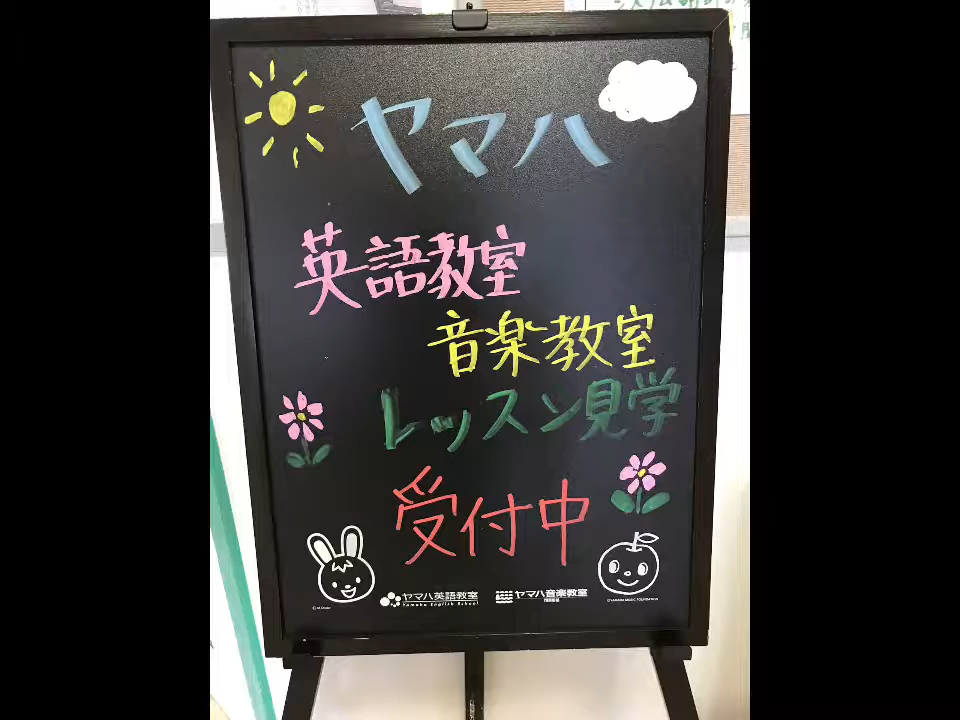 ヤマハ
英語教室
音楽教室
レッスン見学
受付中
ヤマハ英語教室
Yamaha English School
ヤマハ音楽教室